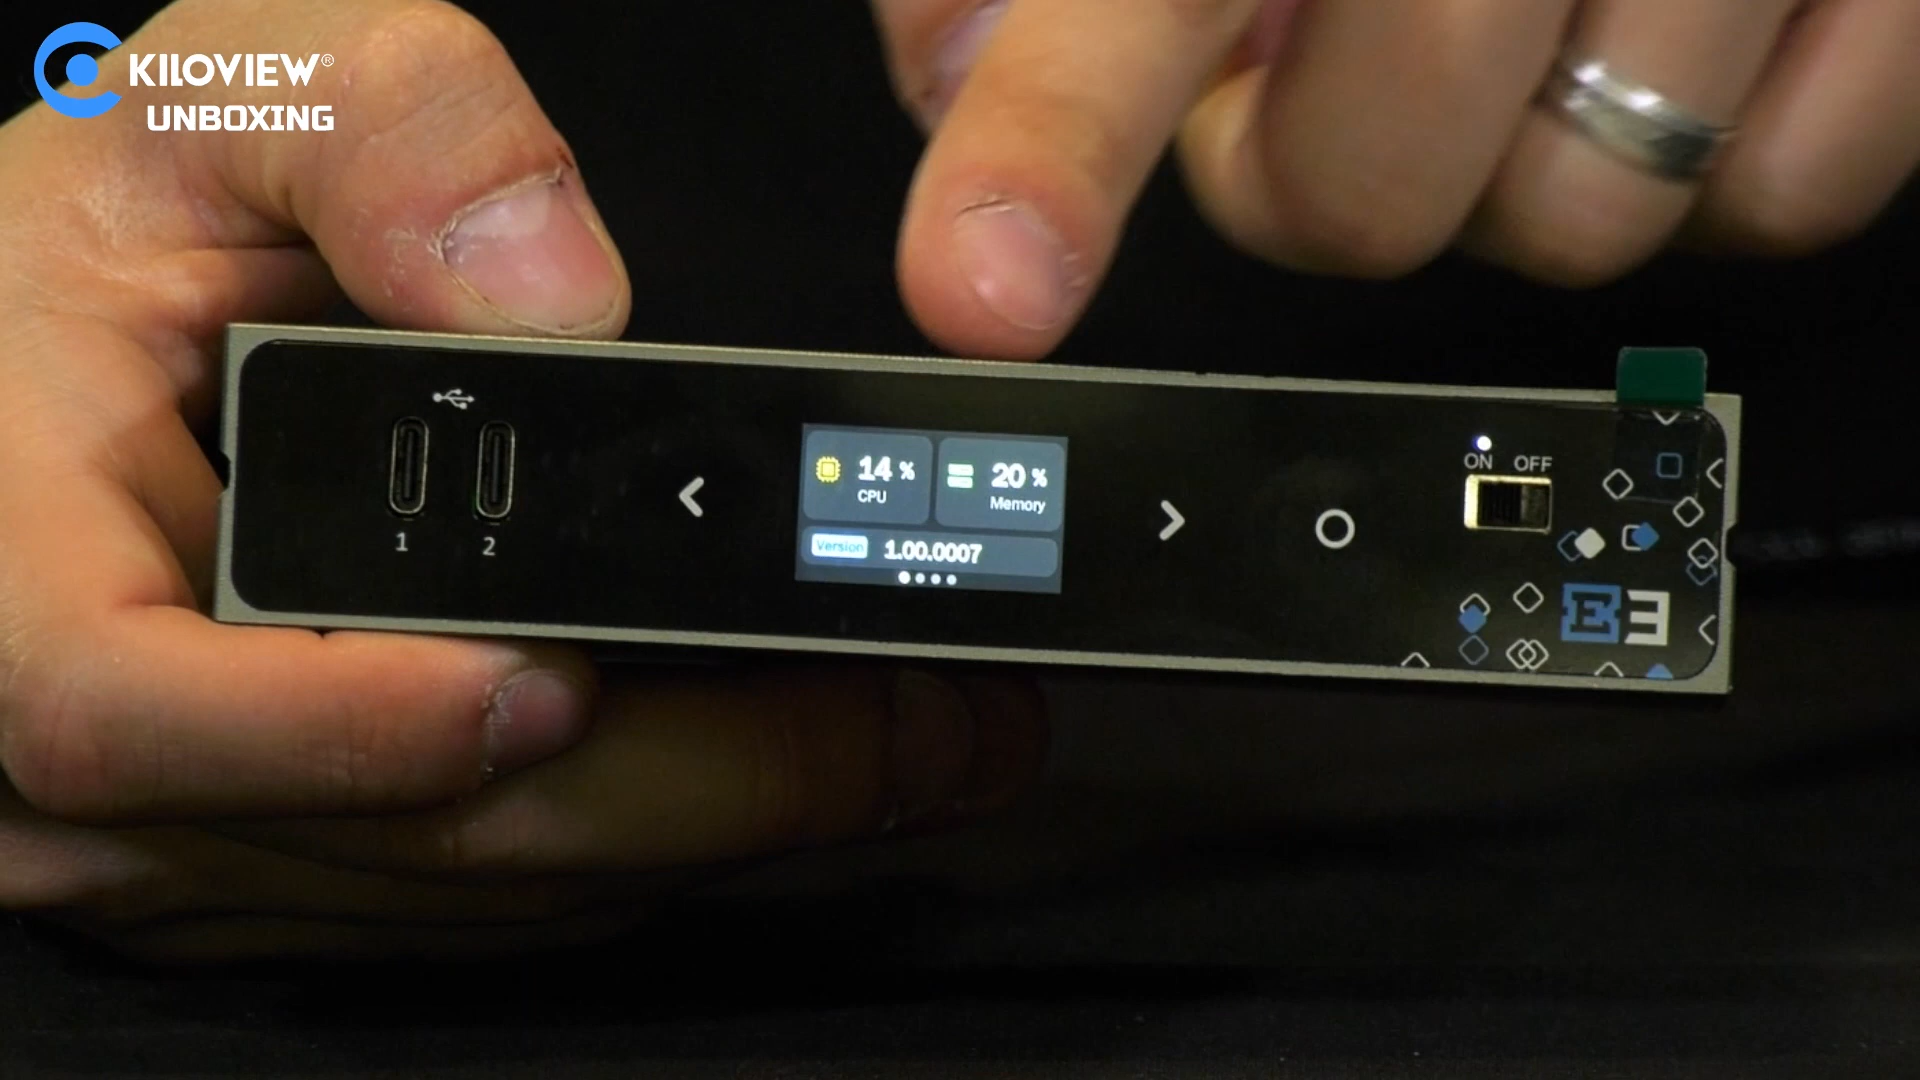 KILOVIEW®
UNBOXING
1
2
14 %
CPU
20 %
Memory
Version 1.00.0007
ON OFF
E3